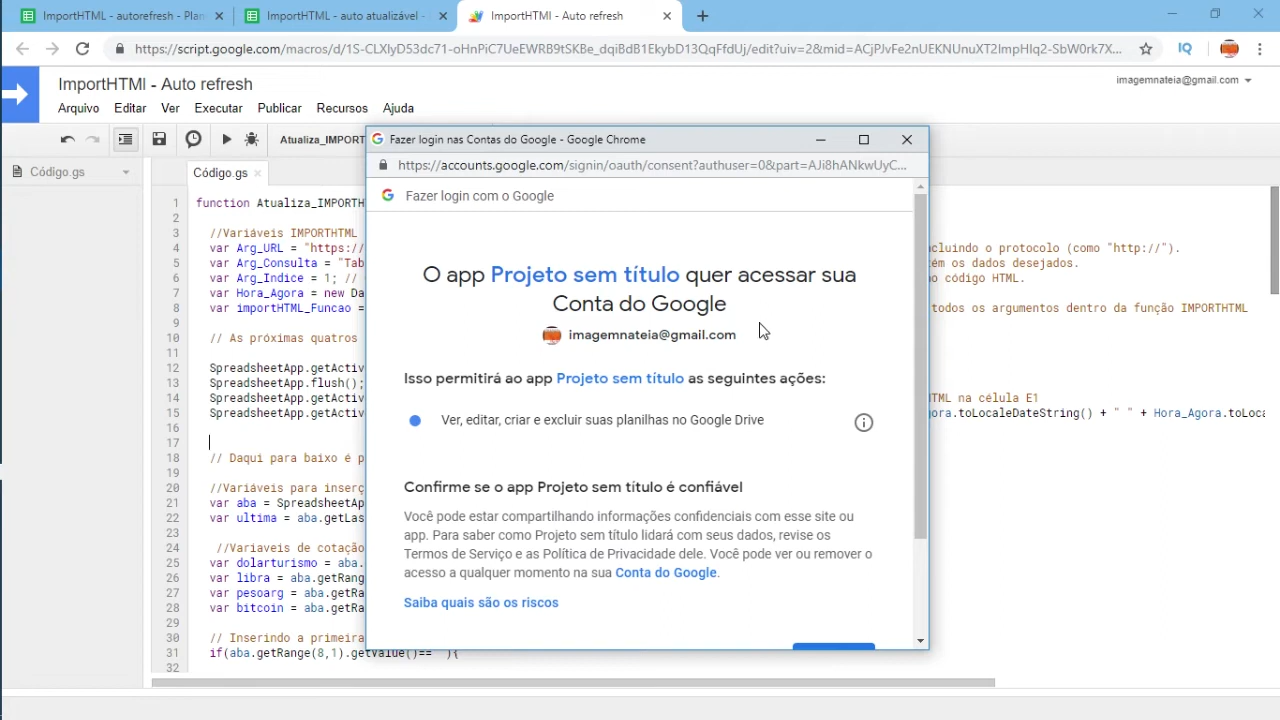 ImportHTML - autorefresh - Plan
ImportHTML - auto atualizável -
ImportHTMl - Auto refresh
https://script.google.com/macros/d/1S-CLXIyD53dc71-oHnPiC7UeEWRB9tSKBe_dqiBdB1EkybD13QqFfdUj/edit?uiv=2&mid=ACjPJvFe2nUEKNUnuXT2ImpHIq2-SbW0rk7X...
IQ
ImportHTMl - Auto refresh
imagemnateia@gmail.com
Arquivo Editar Ver Executar Publicar Recursos Ajuda
Atualiza_IMPORT
Código.gs
Código.gs
Fazer login nas Contas do Google - Google Chrome
https://accounts.google.com/signin/oauth/consent?authuser=0&part=AJi8hANkwUyC...
Fazer login com o Google
O app Projeto sem título quer acessar sua
Conta do Google
imagemnateia@gmail.com
Isso permitirá ao app Projeto sem título as seguintes ações:
Ver, editar, criar e excluir suas planilhas no Google Drive
Confirme se o app Projeto sem título é confiável
Você pode estar compartilhando informações confidenciais com esse site ou
app. Para saber como Projeto sem título lidará com seus dados, revise os
Termos de Serviço e as Política de Privacidade dele. Você pode ver ou remover o
acesso a qualquer momento na sua Conta do Google.
Saiba quais são os riscos
1 function Atualiza_IMPORTH
2
3 //Variáveis IMPORTHTML
4 var Arg_URL = "https:// cluindo o protocolo (como "http://").
5 var Arg_Consulta = "Tab ém os dados desejados.
6 var Arg_Indice = 1; // o código HTML.
7 var Hora_Agora = new Da
8 var importHTML_Funcao = todos os argumentos dentro da função IMPORTHTML
9
10 // As próximas quatros
11
12 SpreadsheetApp.getActiv
13 SpreadsheetApp.flush();
14 SpreadsheetApp.getActiv TML na célula E1
15 SpreadsheetApp.getActiv ora.toLocaleDateString() + " " + Hora_Agora.toLoca
16
17
18 // Daqui para baixo é p
19
20 //Variáveis para inserç
21 var aba = SpreadsheetAp
22 var ultima = aba.getLas
23
24 //Variaveis de cotação
25 var dolarturismo = aba.
26 var libra = aba.getRang
27 var pesoarg = aba.getRa
28 var bitcoin = aba.getRa
29
30 // Inserindo a primeira
31 if(aba.getRange(8,1).getValue()== ""){
32